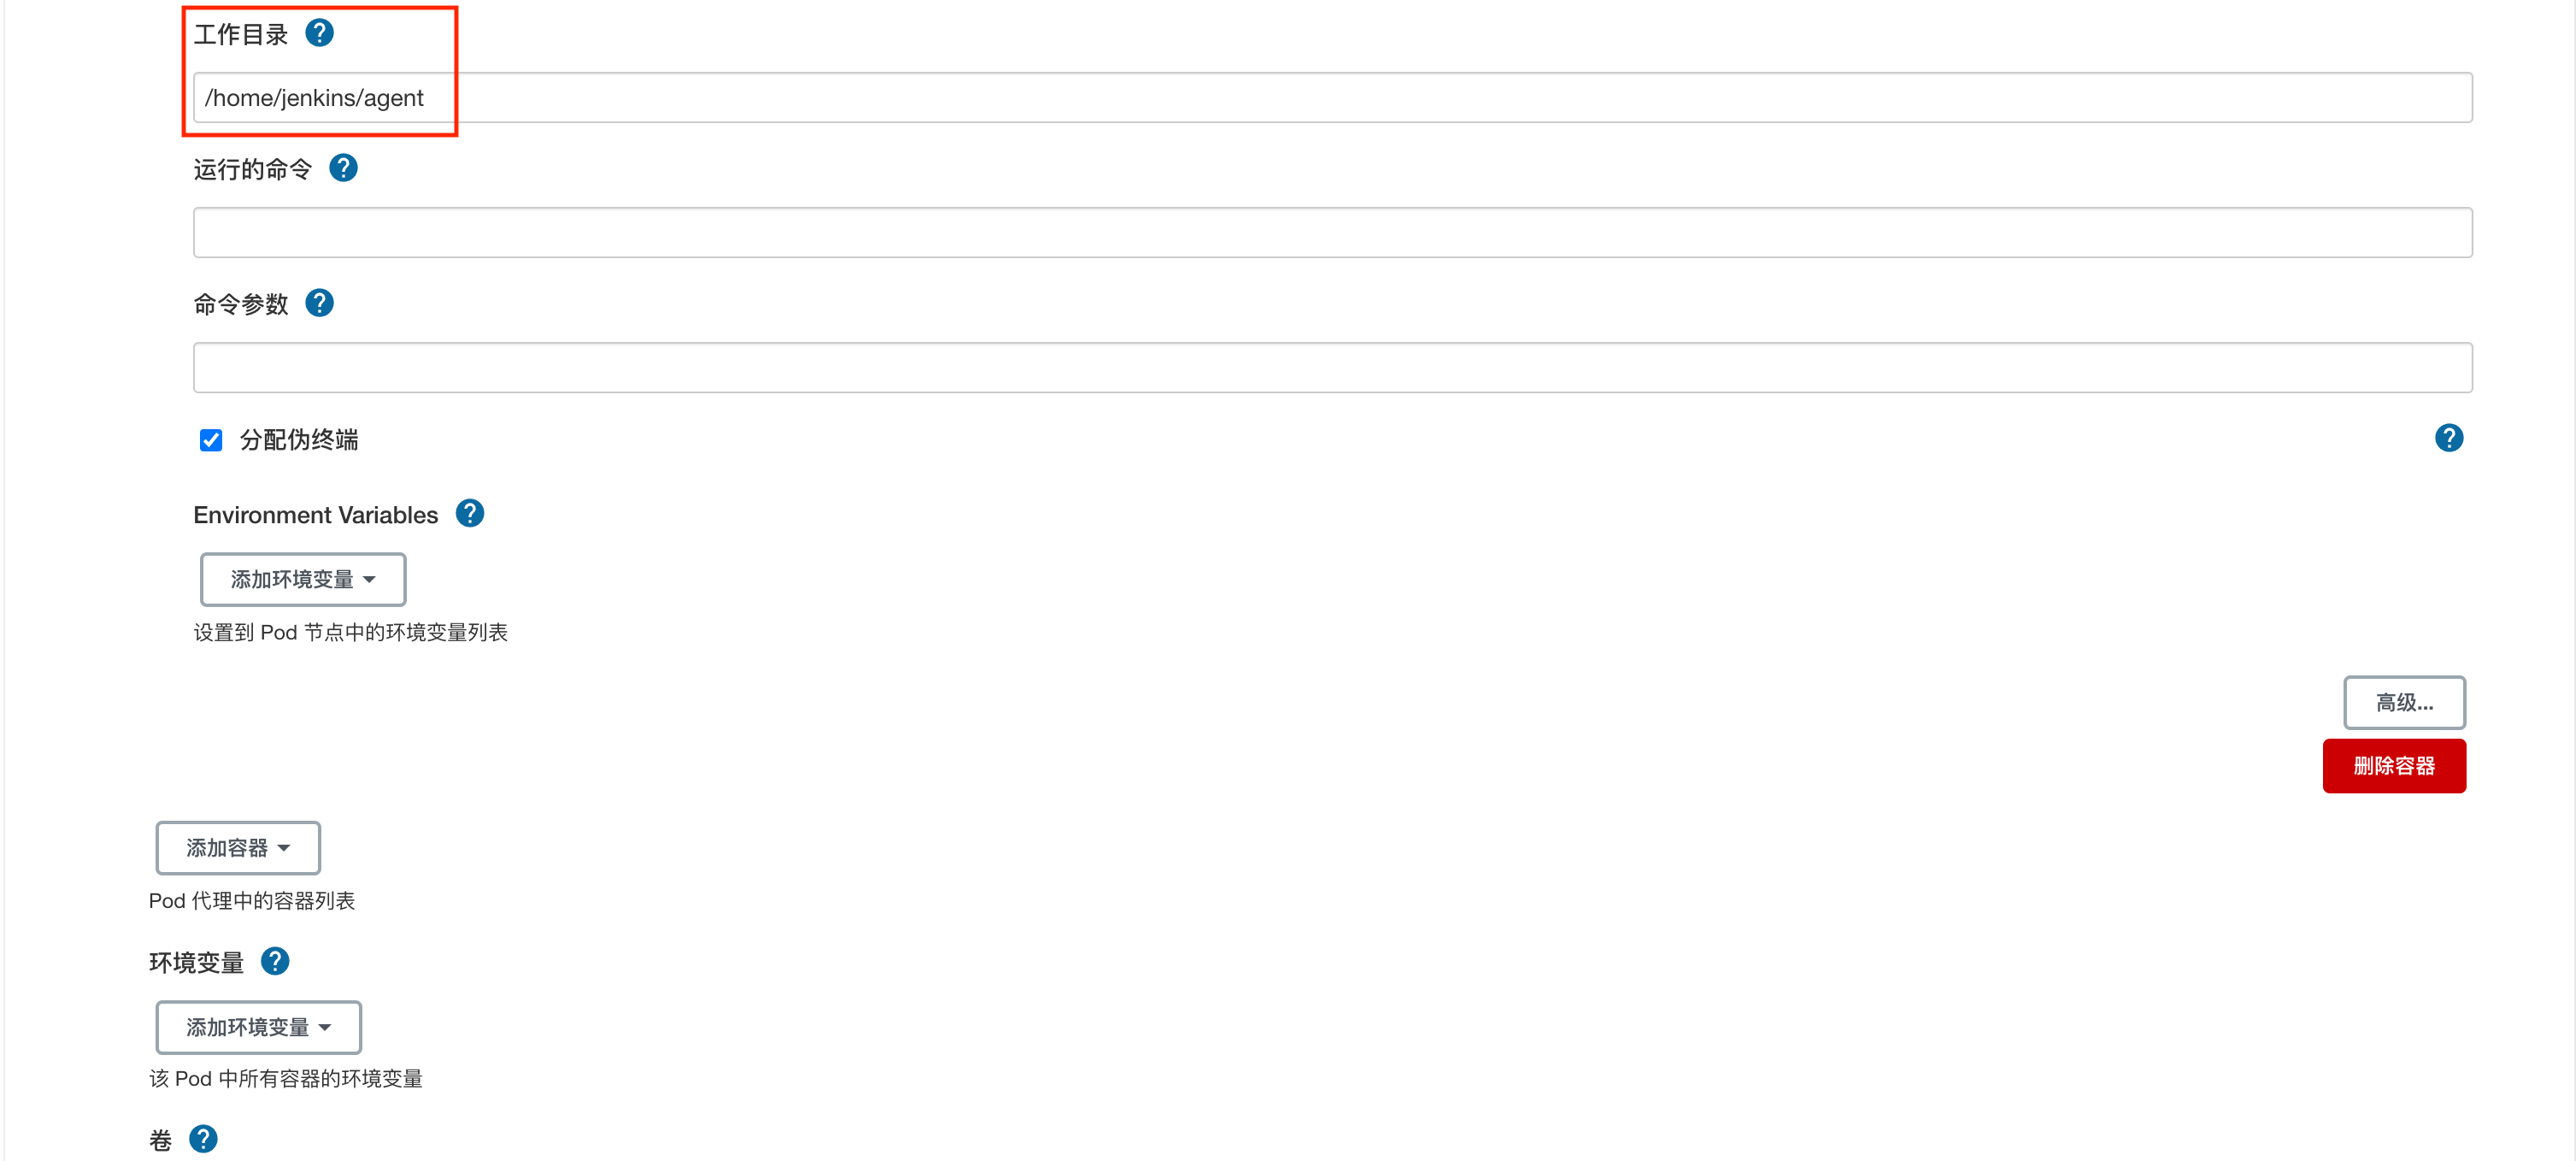 工作目录 ?
/home/jenkins/agent
运行的命令 ?
命令参数 ?
分配伪终端 ?
Environment Variables ?
添加环境变量
设置到 Pod 节点中的环境变量列表
高级...
删除容器
添加容器
Pod 代理中的容器列表
环境变量 ?
添加环境变量
该 Pod 中所有容器的环境变量
卷 ?